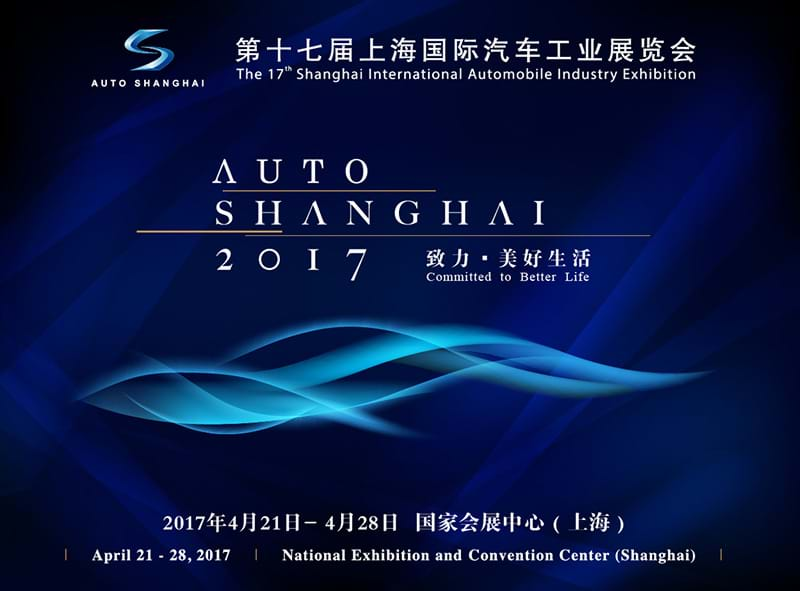 第十七届上海国际汽车工业展览会
AUTO SHANGHAI
The 17th Shanghai International Automobile Industry Exhibition
AUTO
SHANGHAI
2017
致力·美好生活
Committed to Better Life
2017年4月21日- 4月28日 国家会展中心（上海）
April 21 - 28, 2017 | National Exhibition and Convention Center (Shanghai)